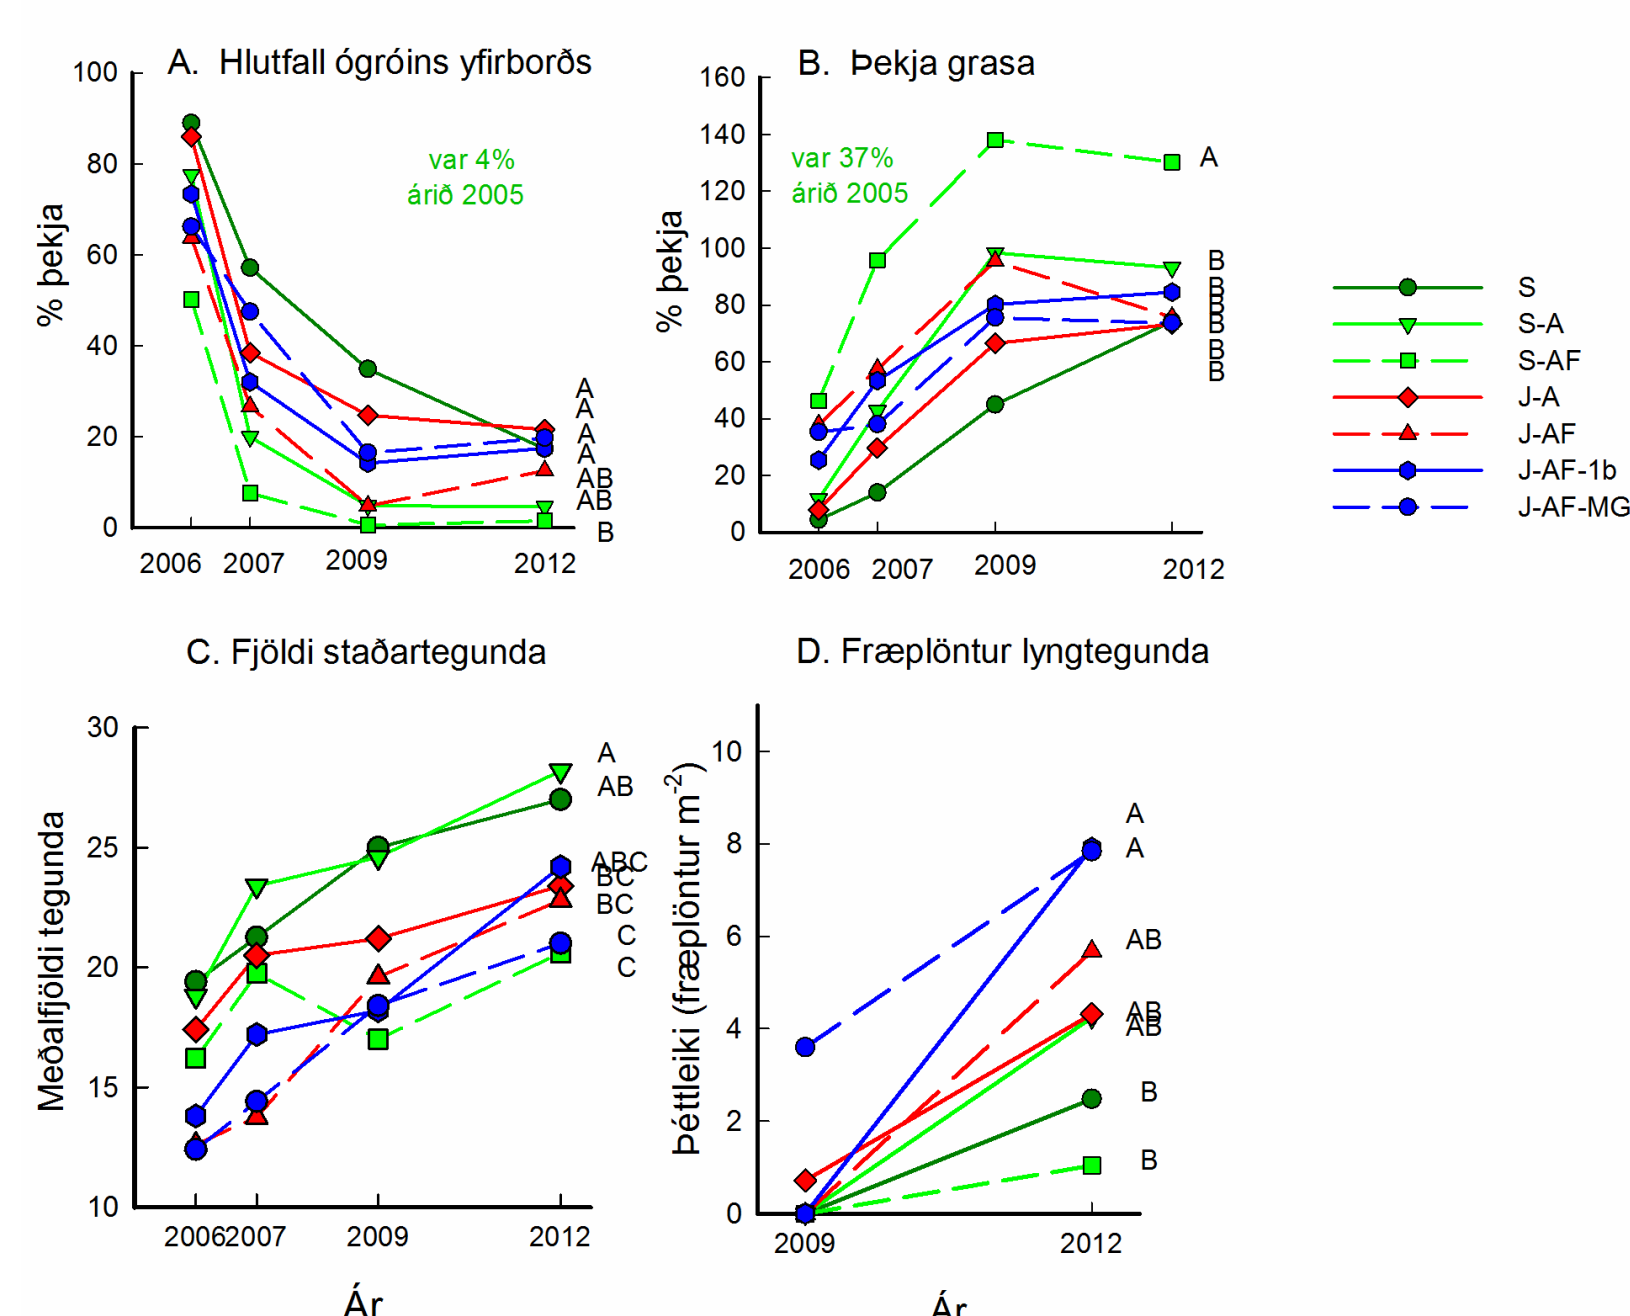 A. Hlutfall ógróins yfirborðs
100
80
60
40
20
0
% þekja
var 4%
árið 2005
A
A
A
A
AB
AB
B
2006 2007 2009 2012
B. Þekja grasa
160
140
120
100
80
60
40
20
0
% þekja
var 37%
árið 2005
A
B
B
B
B
B
B
2006 2007 2009 2012
S
S-A
S-AF
J-A
J-AF
J-AF-1b
J-AF-MG
C. Fjöldi staðartegunda
30
25
20
15
10
Meðalfjöldi tegunda
A
AB
ABC
BC
BC
C
C
2006 2007 2009 2012
Ár
D. Fræplöntur lyngtegunda
10
8
6
4
2
0
Þéttleiki (fræplöntur m-2)
A
A
AB
AB
AB
B
B
2009 2012
Ár